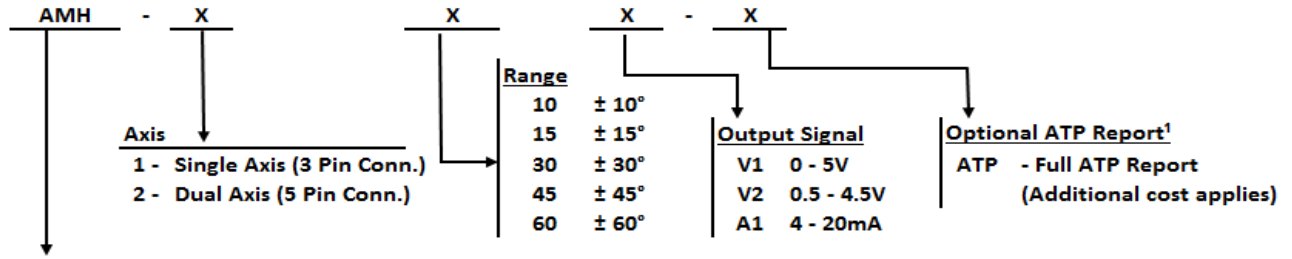 AMH - X X X - X
Range
10 ± 10°
15 ± 15°
30 ± 30°
45 ± 45°
60 ± 60°
Axis
1 - Single Axis (3 Pin Conn.)
2 - Dual Axis (5 Pin Conn.)
Output Signal
V1 0 - 5V
V2 0.5 - 4.5V
A1 4 - 20mA
Optional ATP Report¹
ATP - Full ATP Report
(Additional cost applies)